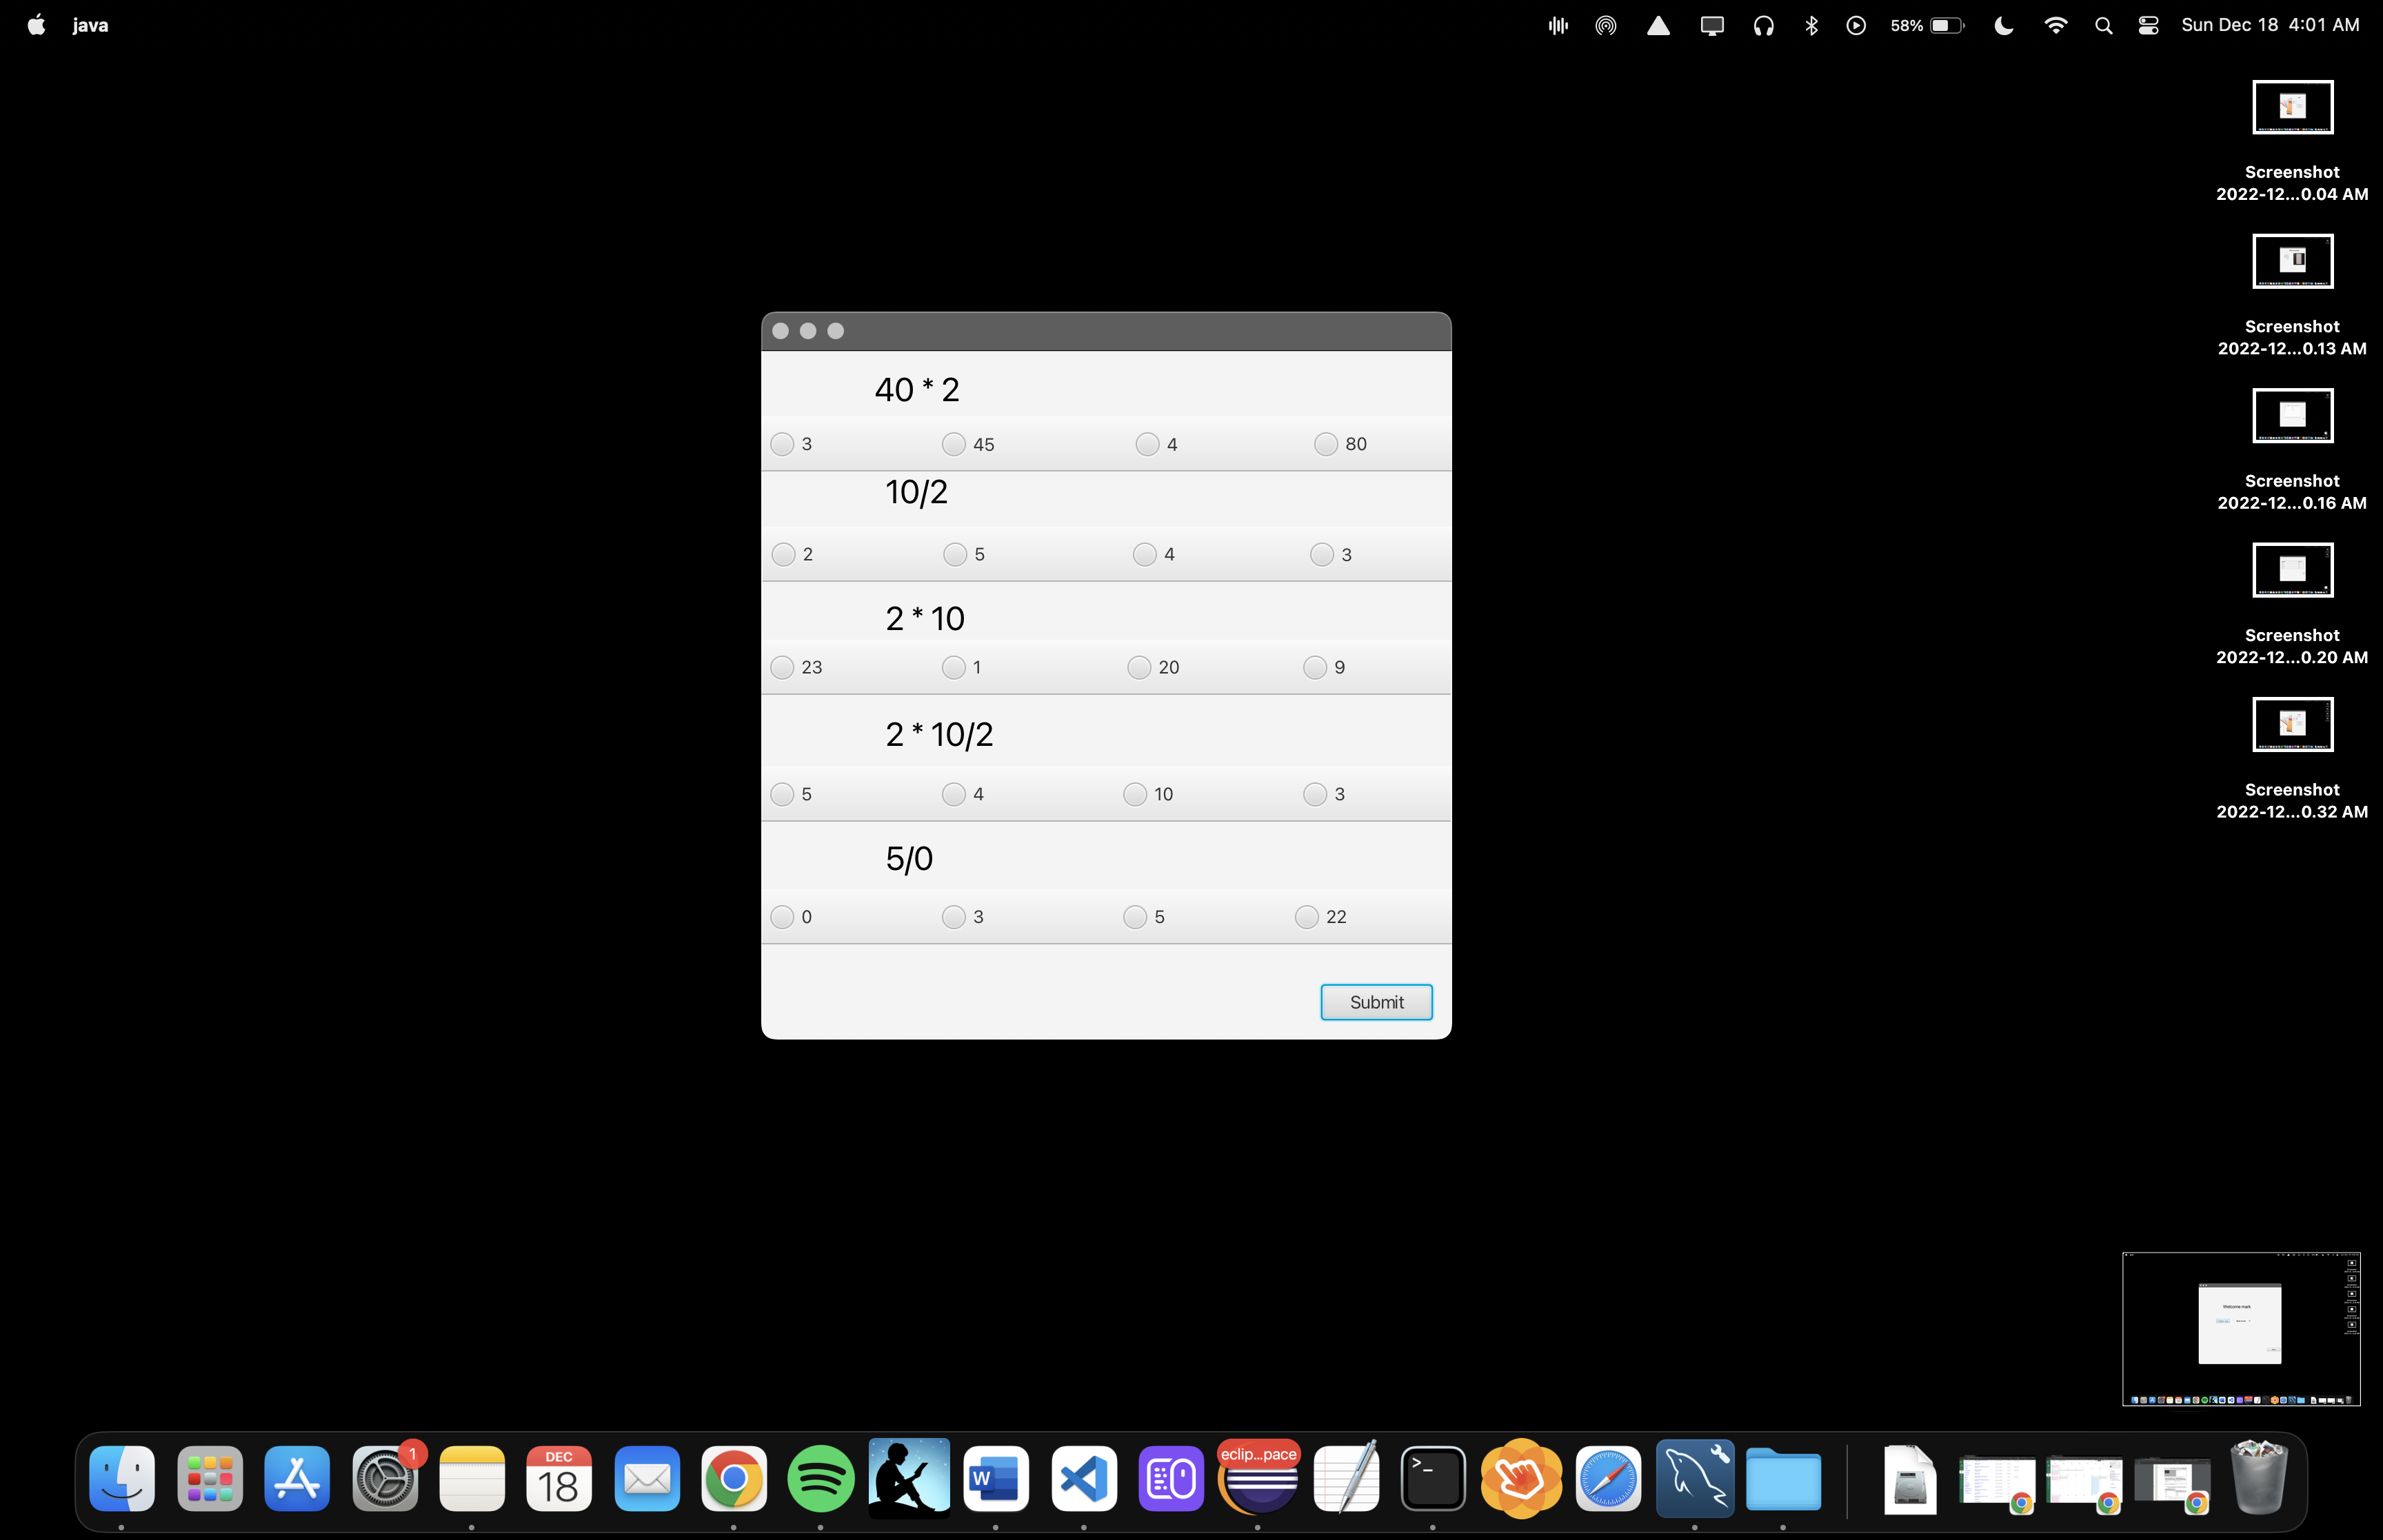 java
58%
Sun Dec 18 4:01 AM
Screenshot
2022-12...0.04 AM
Screenshot
2022-12...0.13 AM
Screenshot
2022-12...0.16 AM
Screenshot
2022-12...0.20 AM
Screenshot
2022-12...0.32 AM
40 * 2
3 45 4 80
10/2
2 5 4 3
2 * 10
23 1 20 9
2 * 10/2
5 4 10 3
5/0
0 3 5 22
Submit
Welcome mark
1
DEC
18
W
eclip...pace
>_